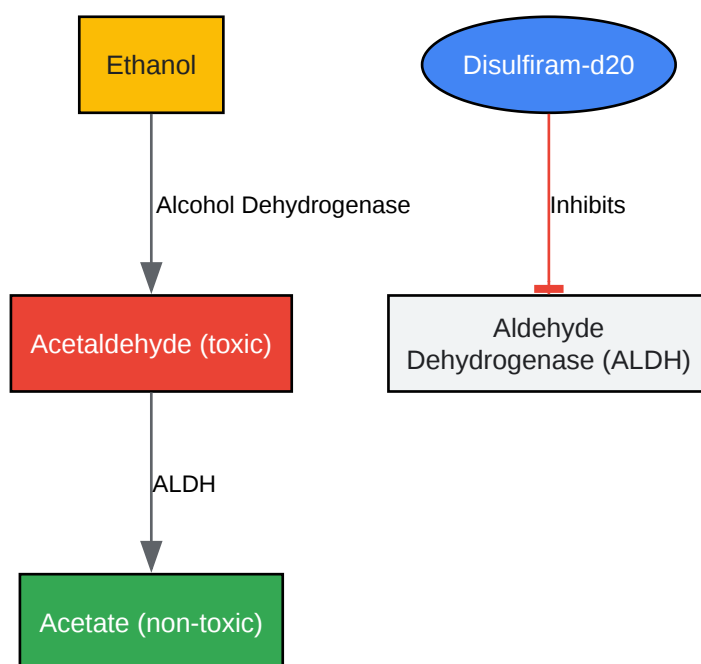 Ethanol
Disulfiram-d20
Alcohol Dehydrogenase
Inhibits
Acetaldehyde (toxic)
Aldehyde
Dehydrogenase (ALDH)
ALDH
Acetate (non-toxic)